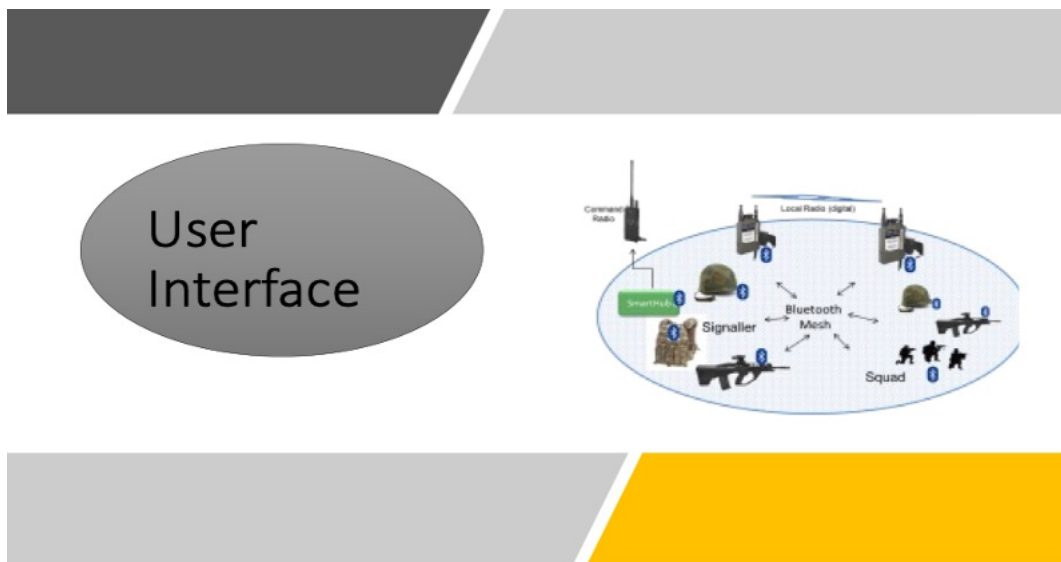 User
Interface
Command
Radio
Local Radio (digital)
SmartHub
Signaller
Bluetooth
Mesh
Squad